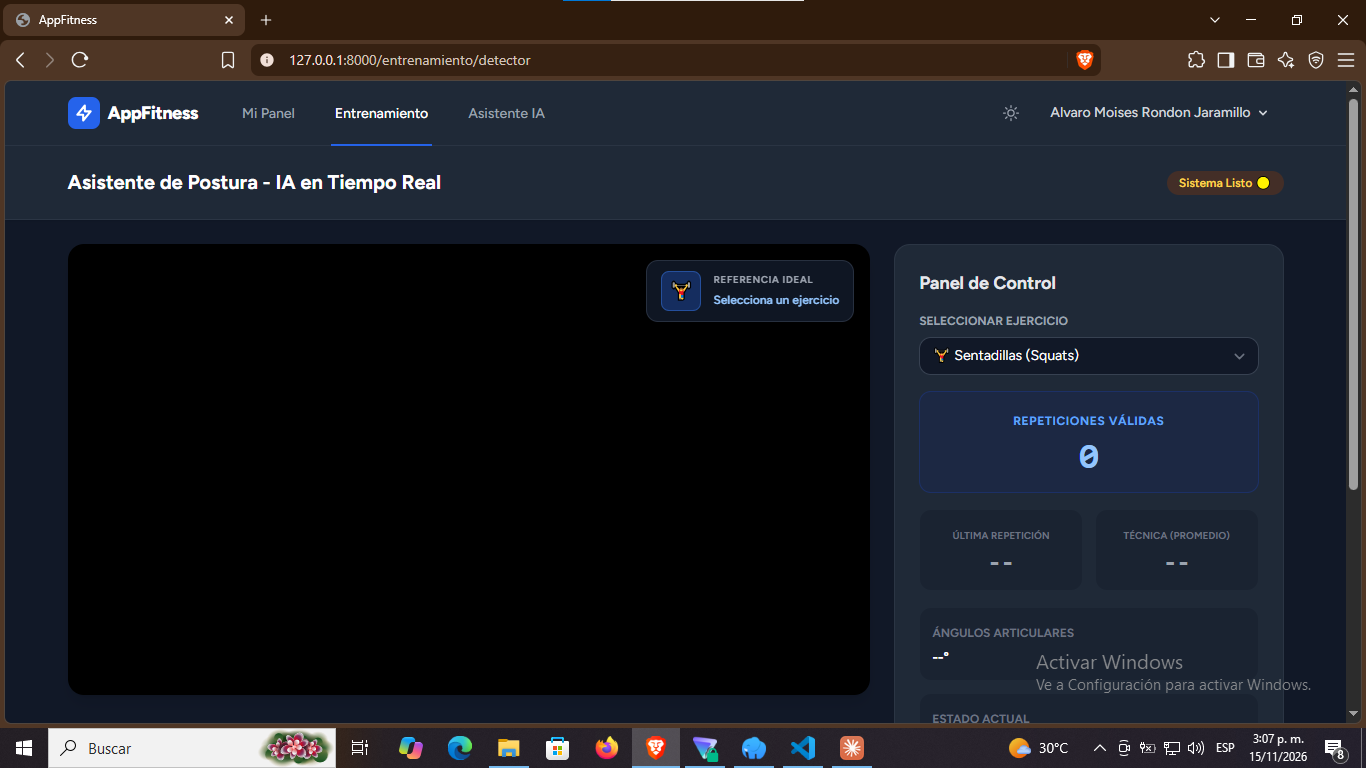 AppFitness
127.0.0.1:8000/entrenamiento/detector
AppFitness
Mi Panel
Entrenamiento
Asistente IA
Alvaro Moises Rondon Jaramillo
Asistente de Postura - IA en Tiempo Real
Sistema Listo
REFERENCIA IDEAL
Selecciona un ejercicio
Panel de Control
SELECCIONAR EJERCICIO
Sentadillas (Squats)
REPETICIONES VÁLIDAS
0
ÚLTIMA REPETICIÓN
--
TÉCNICA (PROMEDIO)
--
ÁNGULOS ARTICULARES
--°
Activar Windows
Ve a Configuración para activar Windows.
ESTADO ACTUAL
Buscar
30°C
ESP
3:07 p. m.
15/11/2026
8